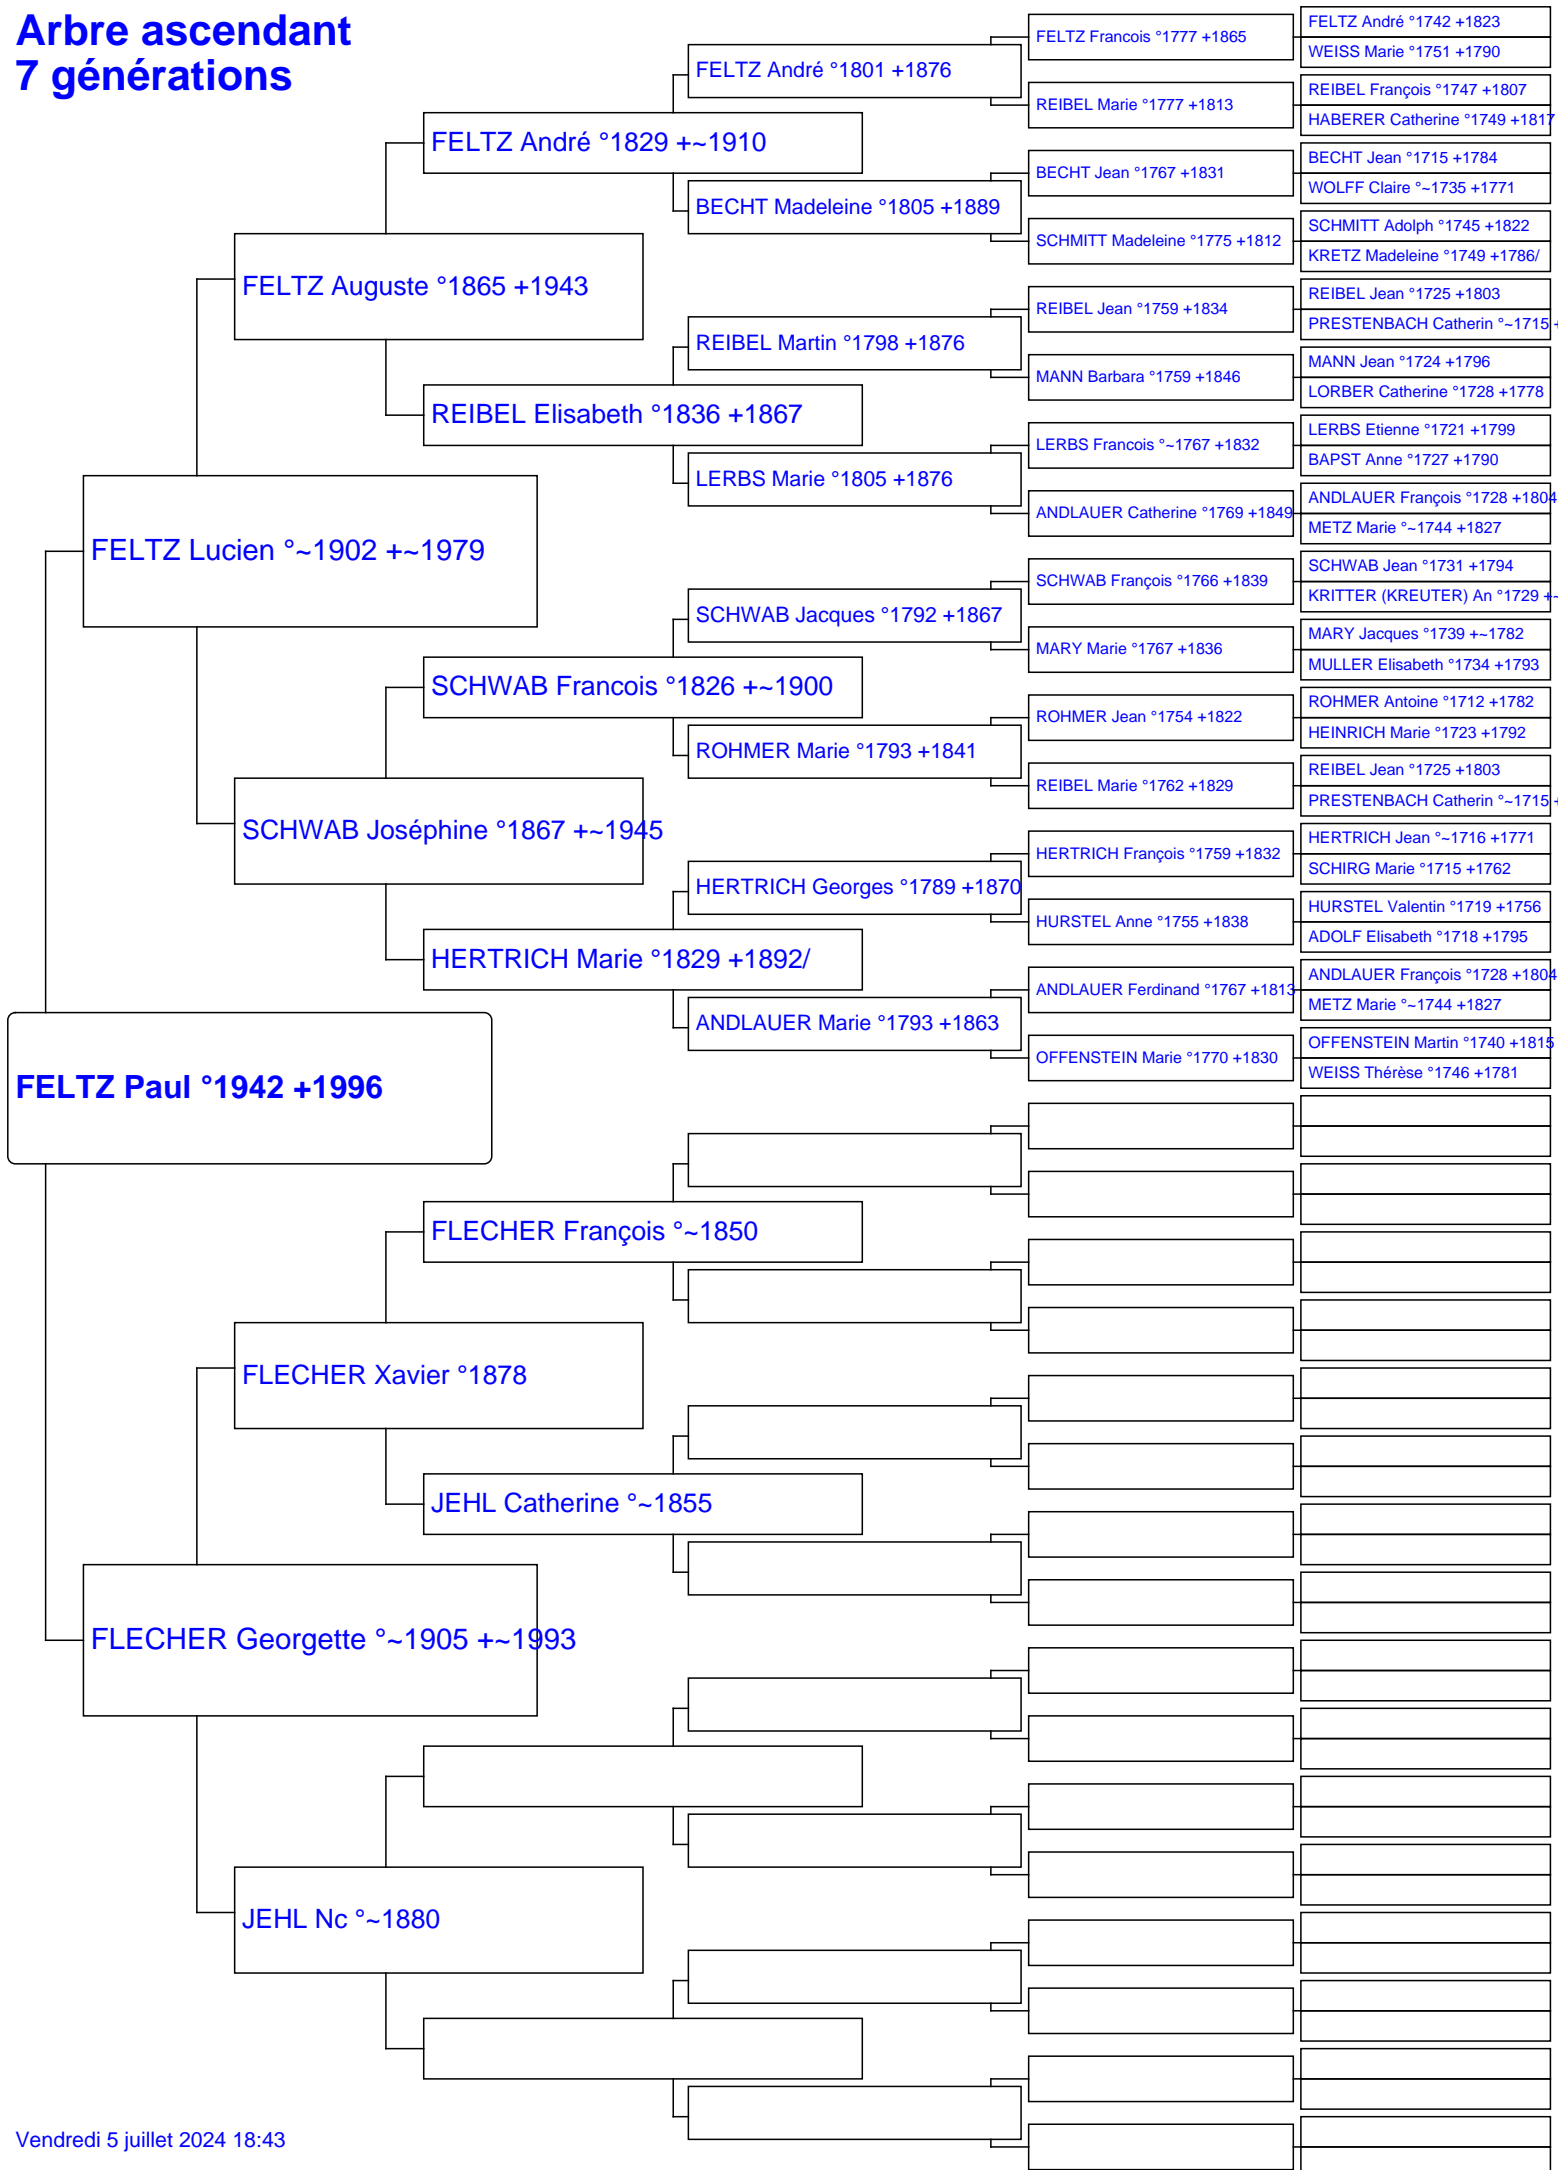 Arbre ascendant
7 générations
FELTZ Paul °1942 +1996
FELTZ Lucien °~1902 +~1979
FLECHER Georgette °~1905 +~1993
FELTZ Auguste °1865 +1943
SCHWAB Joséphine °1867 +~1945
FLECHER Xavier °1878
JEHL Nc °~1880
FELTZ André °1829 +~1910
REIBEL Elisabeth °1836 +1867
SCHWAB Francois °1826 +~1900
HERTRICH Marie °1829 +1892/
FLECHER François °~1850
JEHL Catherine °~1855
FELTZ André °1801 +1876
BECHT Madeleine °1805 +1889
REIBEL Martin °1798 +1876
LERBS Marie °1805 +1876
SCHWAB Jacques °1792 +1867
ROHMER Marie °1793 +1841
HERTRICH Georges °1789 +1870
ANDLAUER Marie °1793 +1863
FELTZ Francois °1777 +1865
REIBEL Marie °1777 +1813
BECHT Jean °1767 +1831
SCHMITT Madeleine °1775 +1812
REIBEL Jean °1759 +1834
MANN Barbara °1759 +1846
LERBS Francois °~1767 +1832
ANDLAUER Catherine °1769 +1849
SCHWAB François °1766 +1839
MARY Marie °1767 +1836
ROHMER Jean °1754 +1822
REIBEL Marie °1762 +1829
HERTRICH François °1759 +1832
HURSTEL Anne °1755 +1838
ANDLAUER Ferdinand °1767 +1813
OFFENSTEIN Marie °1770 +1830
FELTZ André °1742 +1823
WEISS Marie °1751 +1790
REIBEL François °1747 +1807
HABERER Catherine °1749 +1817
BECHT Jean °1715 +1784
WOLFF Claire °~1735 +1771
SCHMITT Adolph °1745 +1822
KRETZ Madeleine °1749 +1786/
REIBEL Jean °1725 +1803
PRESTENBACH Catherin °~1715 +
MANN Jean °1724 +1796
LORBER Catherine °1728 +1778
LERBS Etienne °1721 +1799
BAPST Anne °1727 +1790
ANDLAUER François °1728 +1804
METZ Marie °~1744 +1827
SCHWAB Jean °1731 +1794
KRITTER (KREUTER) An °1729 +~
MARY Jacques °1739 +~1782
MULLER Elisabeth °1734 +1793
ROHMER Antoine °1712 +1782
HEINRICH Marie °1723 +1792
REIBEL Jean °1725 +1803
PRESTENBACH Catherin °~1715 +
HERTRICH Jean °~1716 +1771
SCHIRG Marie °1715 +1762
HURSTEL Valentin °1719 +1756
ADOLF Elisabeth °1718 +1795
ANDLAUER François °1728 +1804
METZ Marie °~1744 +1827
OFFENSTEIN Martin °1740 +1815
WEISS Thérèse °1746 +1781
Vendredi 5 juillet 2024 18:43